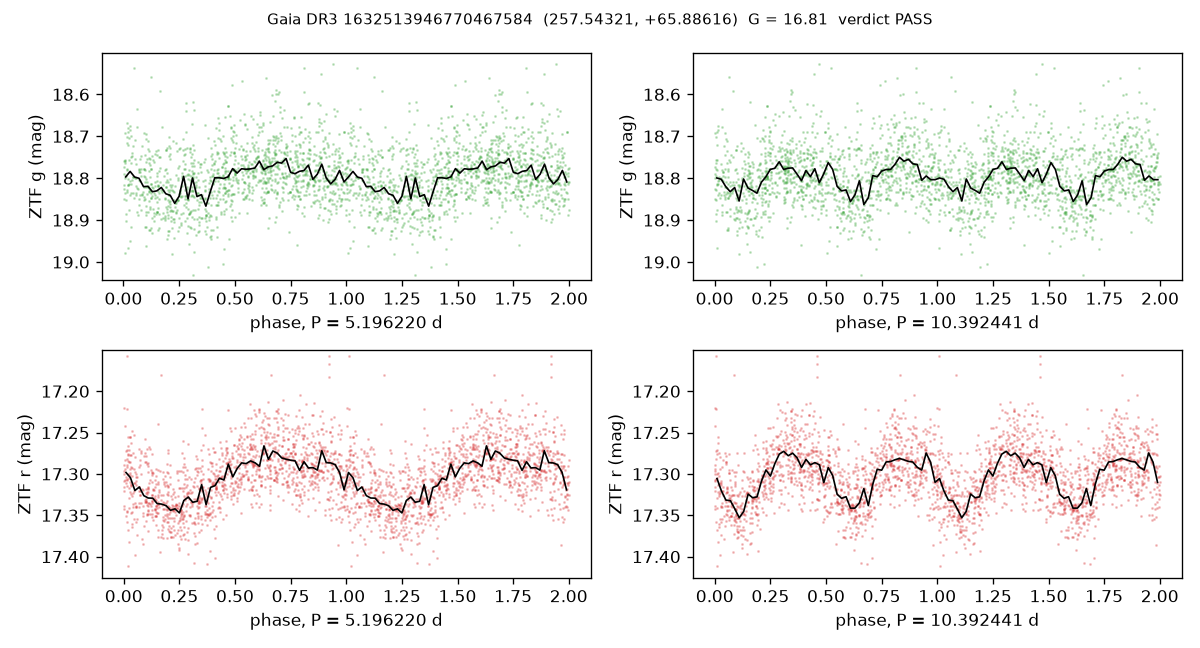 Gaia DR3 1632513946770467584 (257.54321, +65.88616) G = 16.81 verdict PASS
ZTF g (mag)
18.6
18.7
18.8
18.9
19.0
0.00 0.25 0.50 0.75 1.00 1.25 1.50 1.75 2.00
phase, P = 5.196220 d
ZTF g (mag)
18.6
18.7
18.8
18.9
19.0
0.00 0.25 0.50 0.75 1.00 1.25 1.50 1.75 2.00
phase, P = 10.392441 d
ZTF r (mag)
17.20
17.25
17.30
17.35
17.40
0.00 0.25 0.50 0.75 1.00 1.25 1.50 1.75 2.00
phase, P = 5.196220 d
ZTF r (mag)
17.20
17.25
17.30
17.35
17.40
0.00 0.25 0.50 0.75 1.00 1.25 1.50 1.75 2.00
phase, P = 10.392441 d